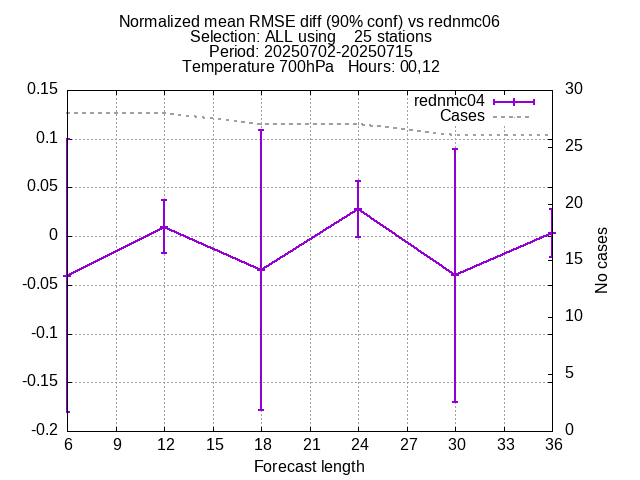 Normalized mean RMSE diff (90% conf) vs rednmc06
Selection: ALL using    25 stations
Period: 20250702-20250715
Temperature 700hPa   Hours: 00,12
rednmc04
Cases
0.15
0.1
0.05
0
-0.05
-0.1
-0.15
-0.2
30
25
20
15
10
5
0
No cases
6 9 12 15 18 21 24 27 30 33 36
Forecast length